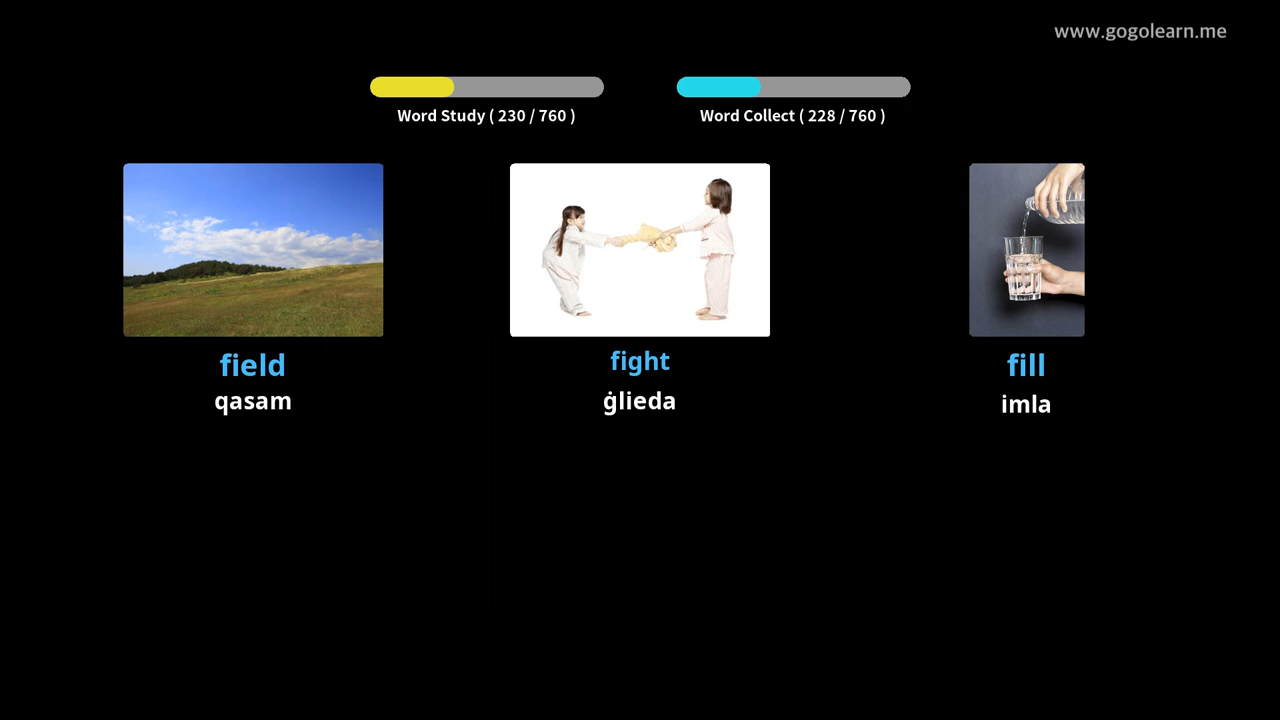 www.gogolearn.me
Word Study ( 230 / 760 )
Word Collect ( 228 / 760 )
field
fight
fill
qasam
ġlieda
imla